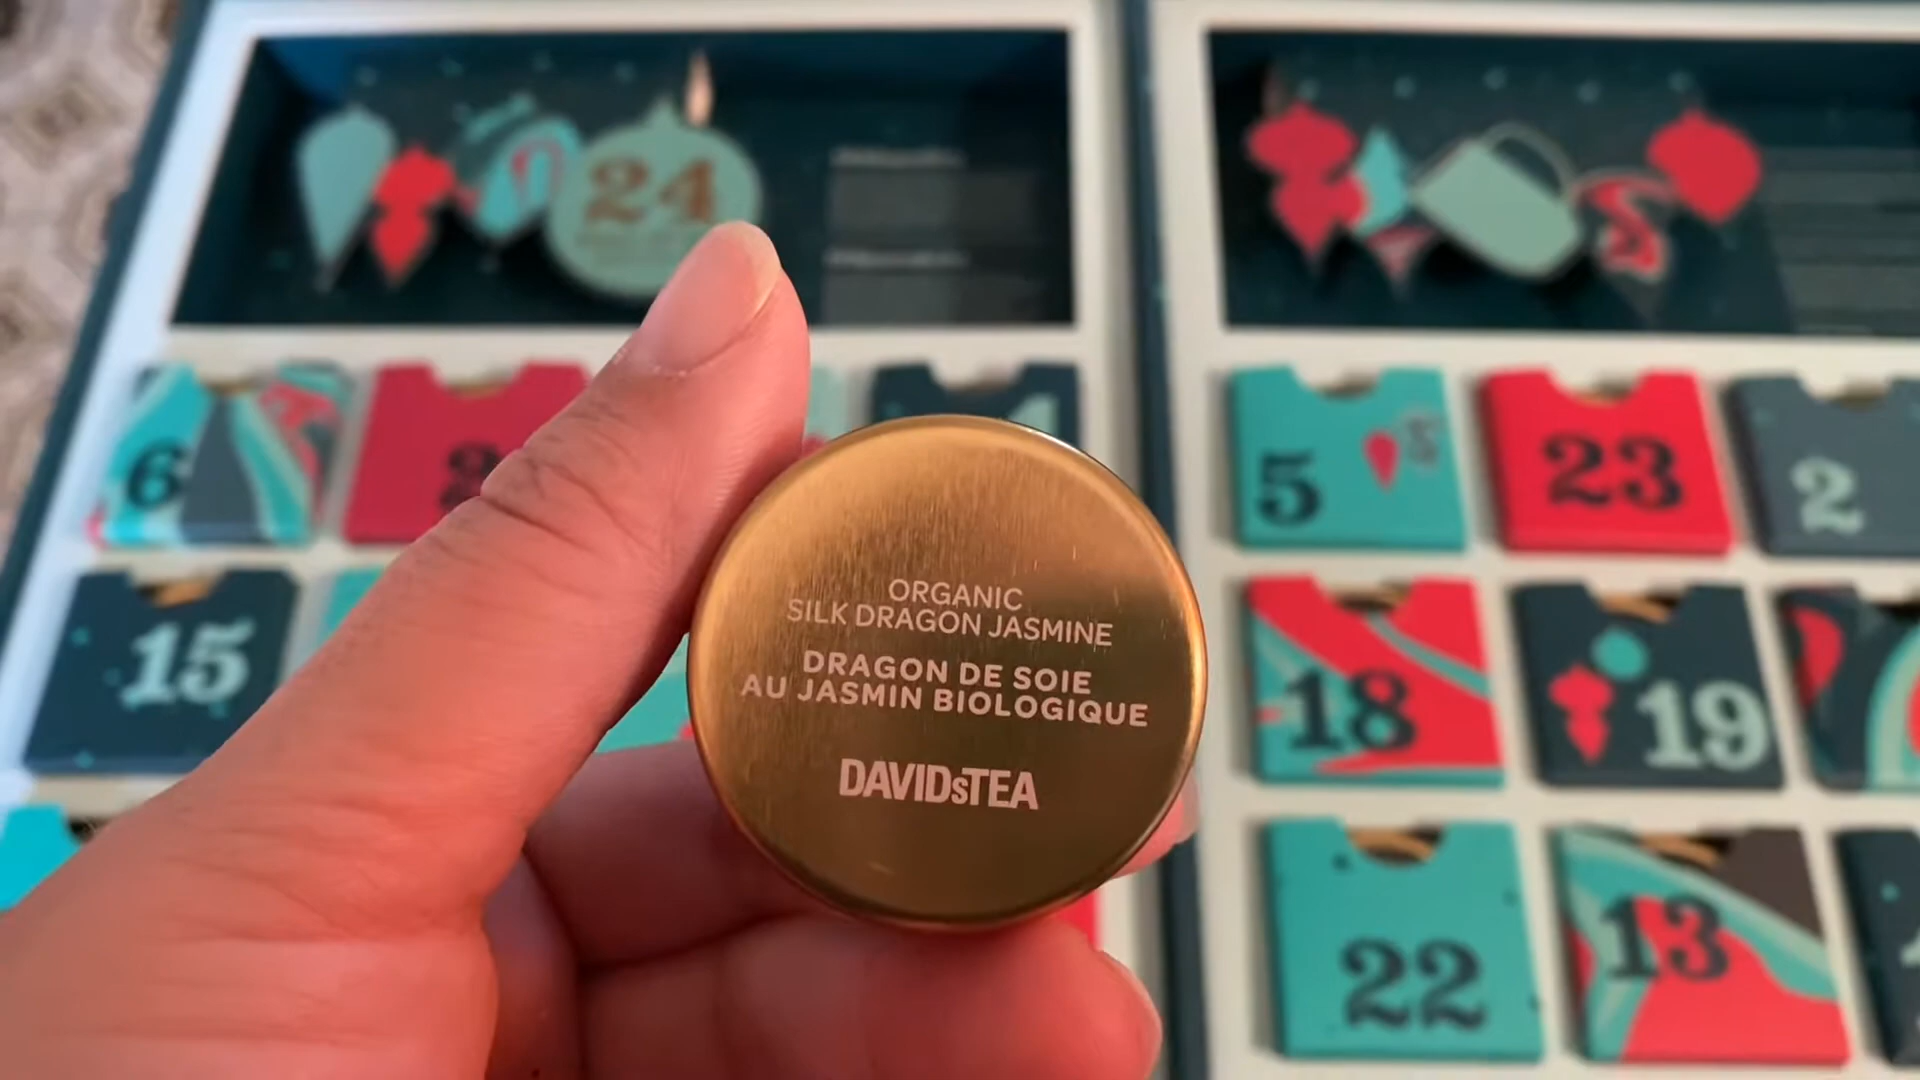 24
6
5
23
2
15
18
19
22
13
ORGANIC
SILK DRAGON JASMINE
DRAGON DE SOIE
AU JASMIN BIOLOGIQUE
DAVIDsTEA